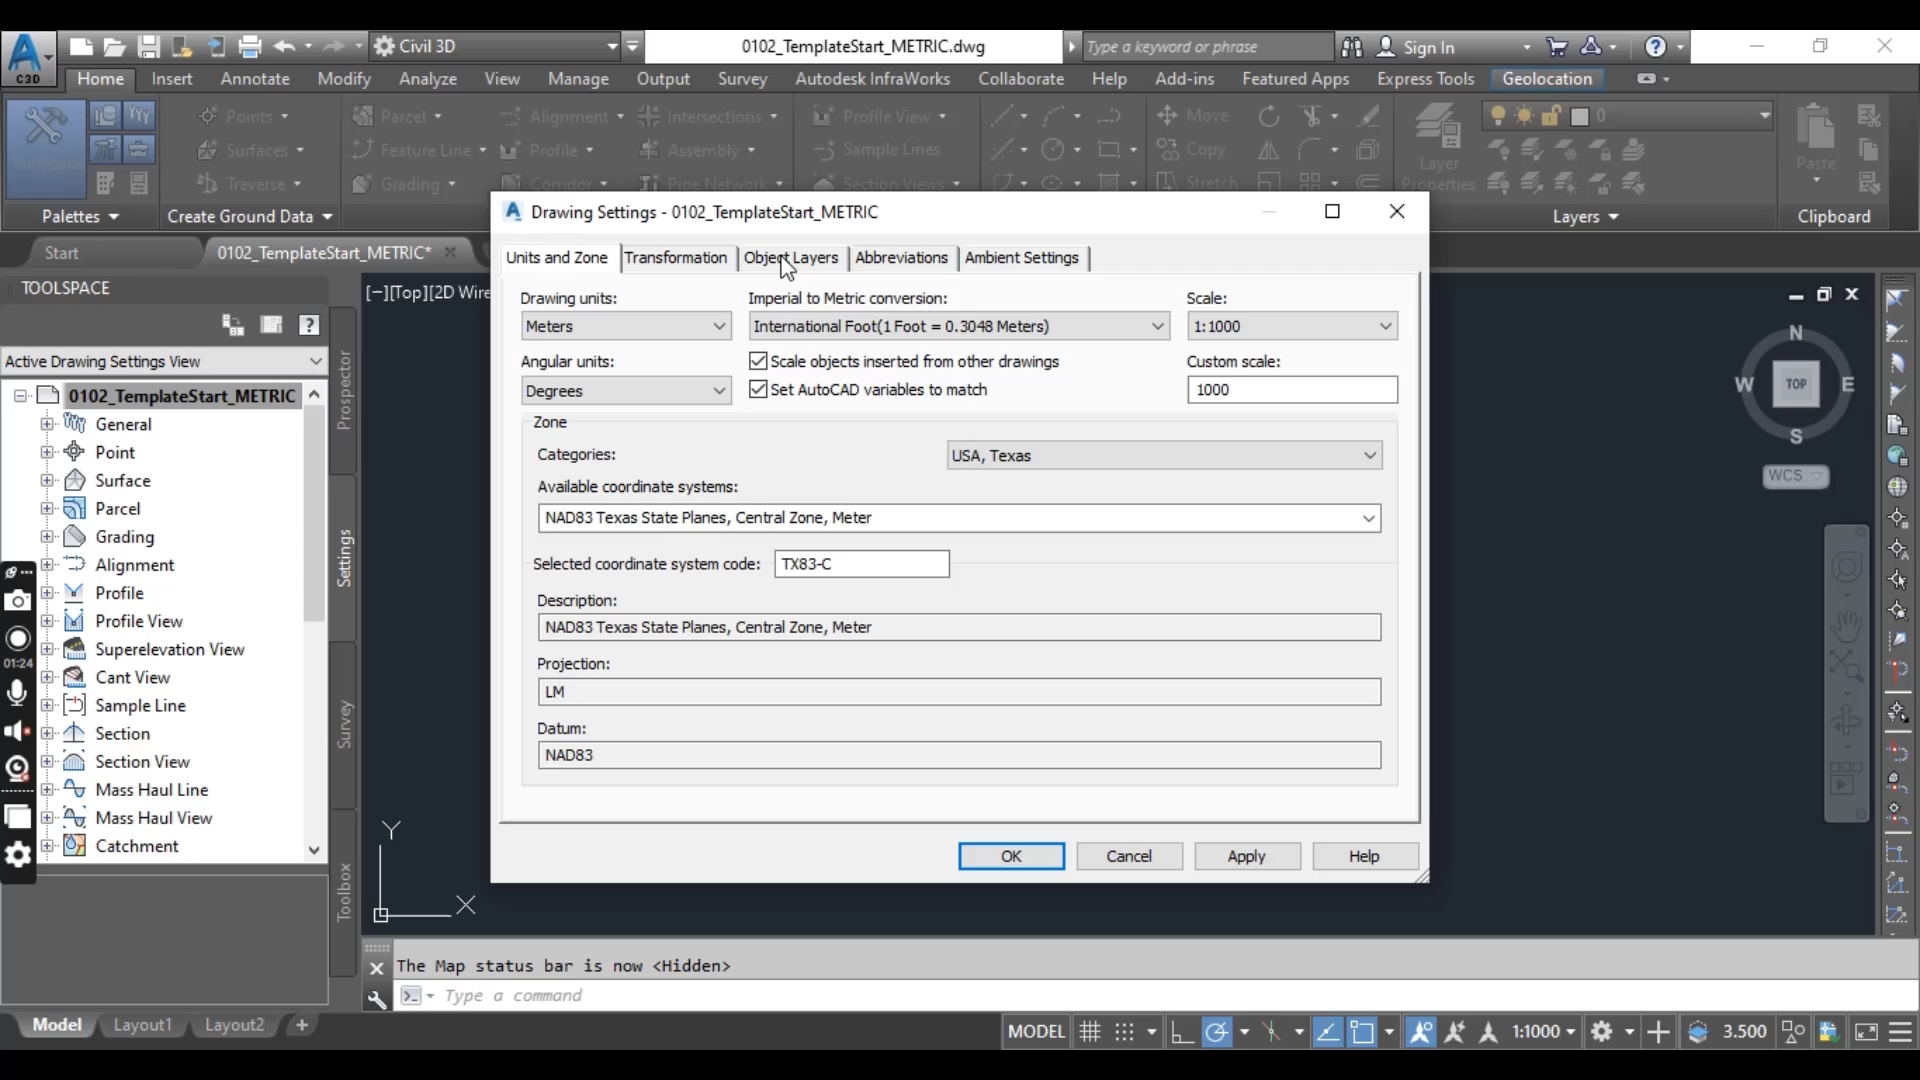 C3D
Civil 3D
0102_TemplateStart_METRIC.dwg
Type a keyword or phrase
Sign In
Home
Insert
Annotate
Modify
Analyze
View
Manage
Output
Survey
Autodesk InfraWorks
Collaborate
Help
Add-ins
Featured Apps
Express Tools
Geolocation
Points
Parcel
Alignment
Intersections
Profile View
Move
0
Surfaces
Feature Line
Profile
Assembly
Sample Lines
Copy
Layer
Properties
Paste
Traverse
Grading
Corridor
Pipe Network
Section Views
Stretch
Palettes
Create Ground Data
Layers
Clipboard
Start
0102_TemplateStart_METRIC*
TOOLSPACE
Active Drawing Settings View
0102_TemplateStart_METRIC
General
Point
Surface
Parcel
Grading
Alignment
Profile
Profile View
Superelevation View
Cant View
Sample Line
Section
Section View
Mass Haul Line
Mass Haul View
Catchment
Prospector
Settings
Survey
Toolbox
01:24
[−][Top][2D Wire
Drawing Settings - 0102_TemplateStart_METRIC
Units and Zone
Transformation
Object Layers
Abbreviations
Ambient Settings
Drawing units:
Imperial to Metric conversion:
Scale:
Meters
International Foot(1 Foot = 0.3048 Meters)
1:1000
Angular units:
Scale objects inserted from other drawings
Custom scale:
Degrees
Set AutoCAD variables to match
1000
Zone
Categories:
USA, Texas
Available coordinate systems:
NAD83 Texas State Planes, Central Zone, Meter
Selected coordinate system code:
TX83-C
Description:
NAD83 Texas State Planes, Central Zone, Meter
Projection:
LM
Datum:
NAD83
OK
Cancel
Apply
Help
N
W
TOP
E
S
WCS
Y
X
The Map status bar is now <Hidden>
Type a command
Model
Layout1
Layout2
MODEL
1:1000
3.500